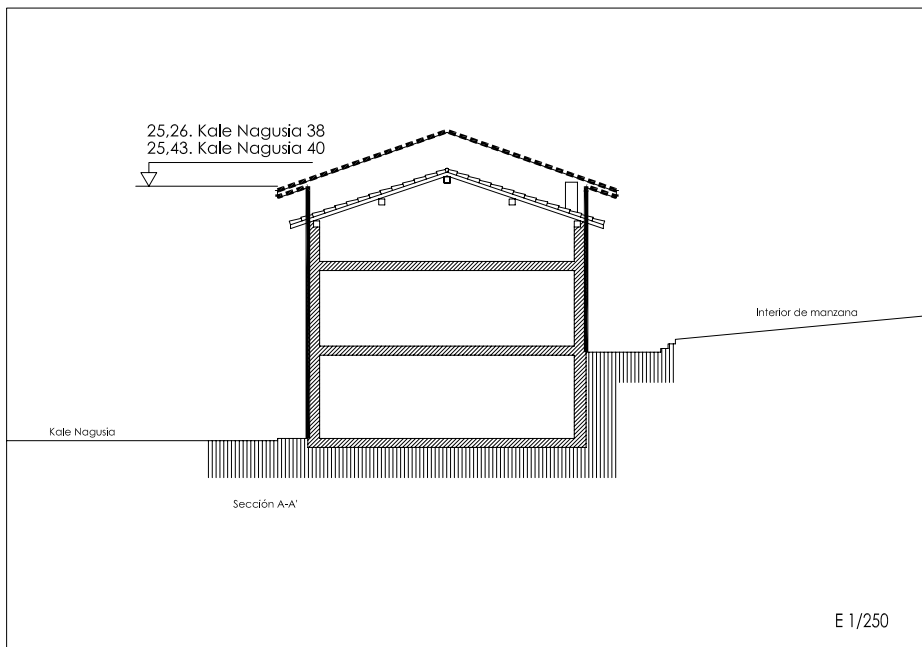 25,26. Kale Nagusia 38
25,43. Kale Nagusia 40
Interior de manzana
Kale Nagusia
Sección A-A'
E 1/250